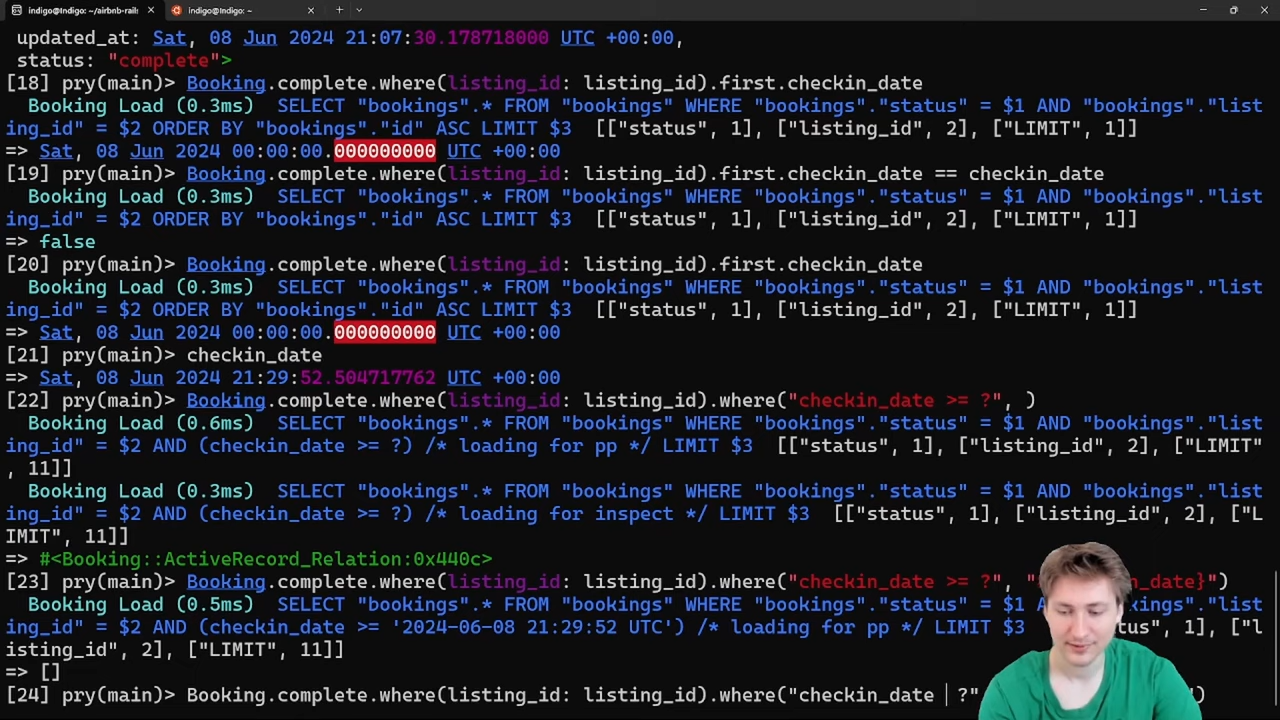 indigo@Indigo: ~/airbnb-rail
indigo@Indigo: ~
updated_at: Sat, 08 Jun 2024 21:07:30.178718000 UTC +00:00,
status: "complete">
[18] pry(main)> Booking.complete.where(listing_id: listing_id).first.checkin_date
Booking Load (0.3ms)  SELECT "bookings".* FROM "bookings" WHERE "bookings"."status" = $1 AND "bookings"."list
ing_id" = $2 ORDER BY "bookings"."id" ASC LIMIT $3  [["status", 1], ["listing_id", 2], ["LIMIT", 1]]
=> Sat, 08 Jun 2024 00:00:00.000000000 UTC +00:00
[19] pry(main)> Booking.complete.where(listing_id: listing_id).first.checkin_date == checkin_date
Booking Load (0.3ms)  SELECT "bookings".* FROM "bookings" WHERE "bookings"."status" = $1 AND "bookings"."list
ing_id" = $2 ORDER BY "bookings"."id" ASC LIMIT $3  [["status", 1], ["listing_id", 2], ["LIMIT", 1]]
=> false
[20] pry(main)> Booking.complete.where(listing_id: listing_id).first.checkin_date
Booking Load (0.3ms)  SELECT "bookings".* FROM "bookings" WHERE "bookings"."status" = $1 AND "bookings"."list
ing_id" = $2 ORDER BY "bookings"."id" ASC LIMIT $3  [["status", 1], ["listing_id", 2], ["LIMIT", 1]]
=> Sat, 08 Jun 2024 00:00:00.000000000 UTC +00:00
[21] pry(main)> checkin_date
=> Sat, 08 Jun 2024 21:29:52.504717762 UTC +00:00
[22] pry(main)> Booking.complete.where(listing_id: listing_id).where("checkin_date >= ?", )
Booking Load (0.6ms)  SELECT "bookings".* FROM "bookings" WHERE "bookings"."status" = $1 AND "bookings"."list
ing_id" = $2 AND (checkin_date >= ?) /* loading for pp */ LIMIT $3  [["status", 1], ["listing_id", 2], ["LIMIT"
, 11]]
Booking Load (0.3ms)  SELECT "bookings".* FROM "bookings" WHERE "bookings"."status" = $1 AND "bookings"."list
ing_id" = $2 AND (checkin_date >= ?) /* loading for inspect */ LIMIT $3  [["status", 1], ["listing_id", 2], ["L
IMIT", 11]]
=> #<Booking::ActiveRecord_Relation:0x440c>
[23] pry(main)> Booking.complete.where(listing_id: listing_id).where("checkin_date >= ?", " n_date}")
Booking Load (0.5ms)  SELECT "bookings".* FROM "bookings" WHERE "bookings"."status" = $1 A ookings"."list
ing_id" = $2 AND (checkin_date >= '2024-06-08 21:29:52 UTC') /* loading for pp */ LIMIT $3 tus", 1], ["l
isting_id", 2], ["LIMIT", 11]]
=> []
[24] pry(main)> Booking.complete.where(listing_id: listing_id).where("checkin_date ?" )